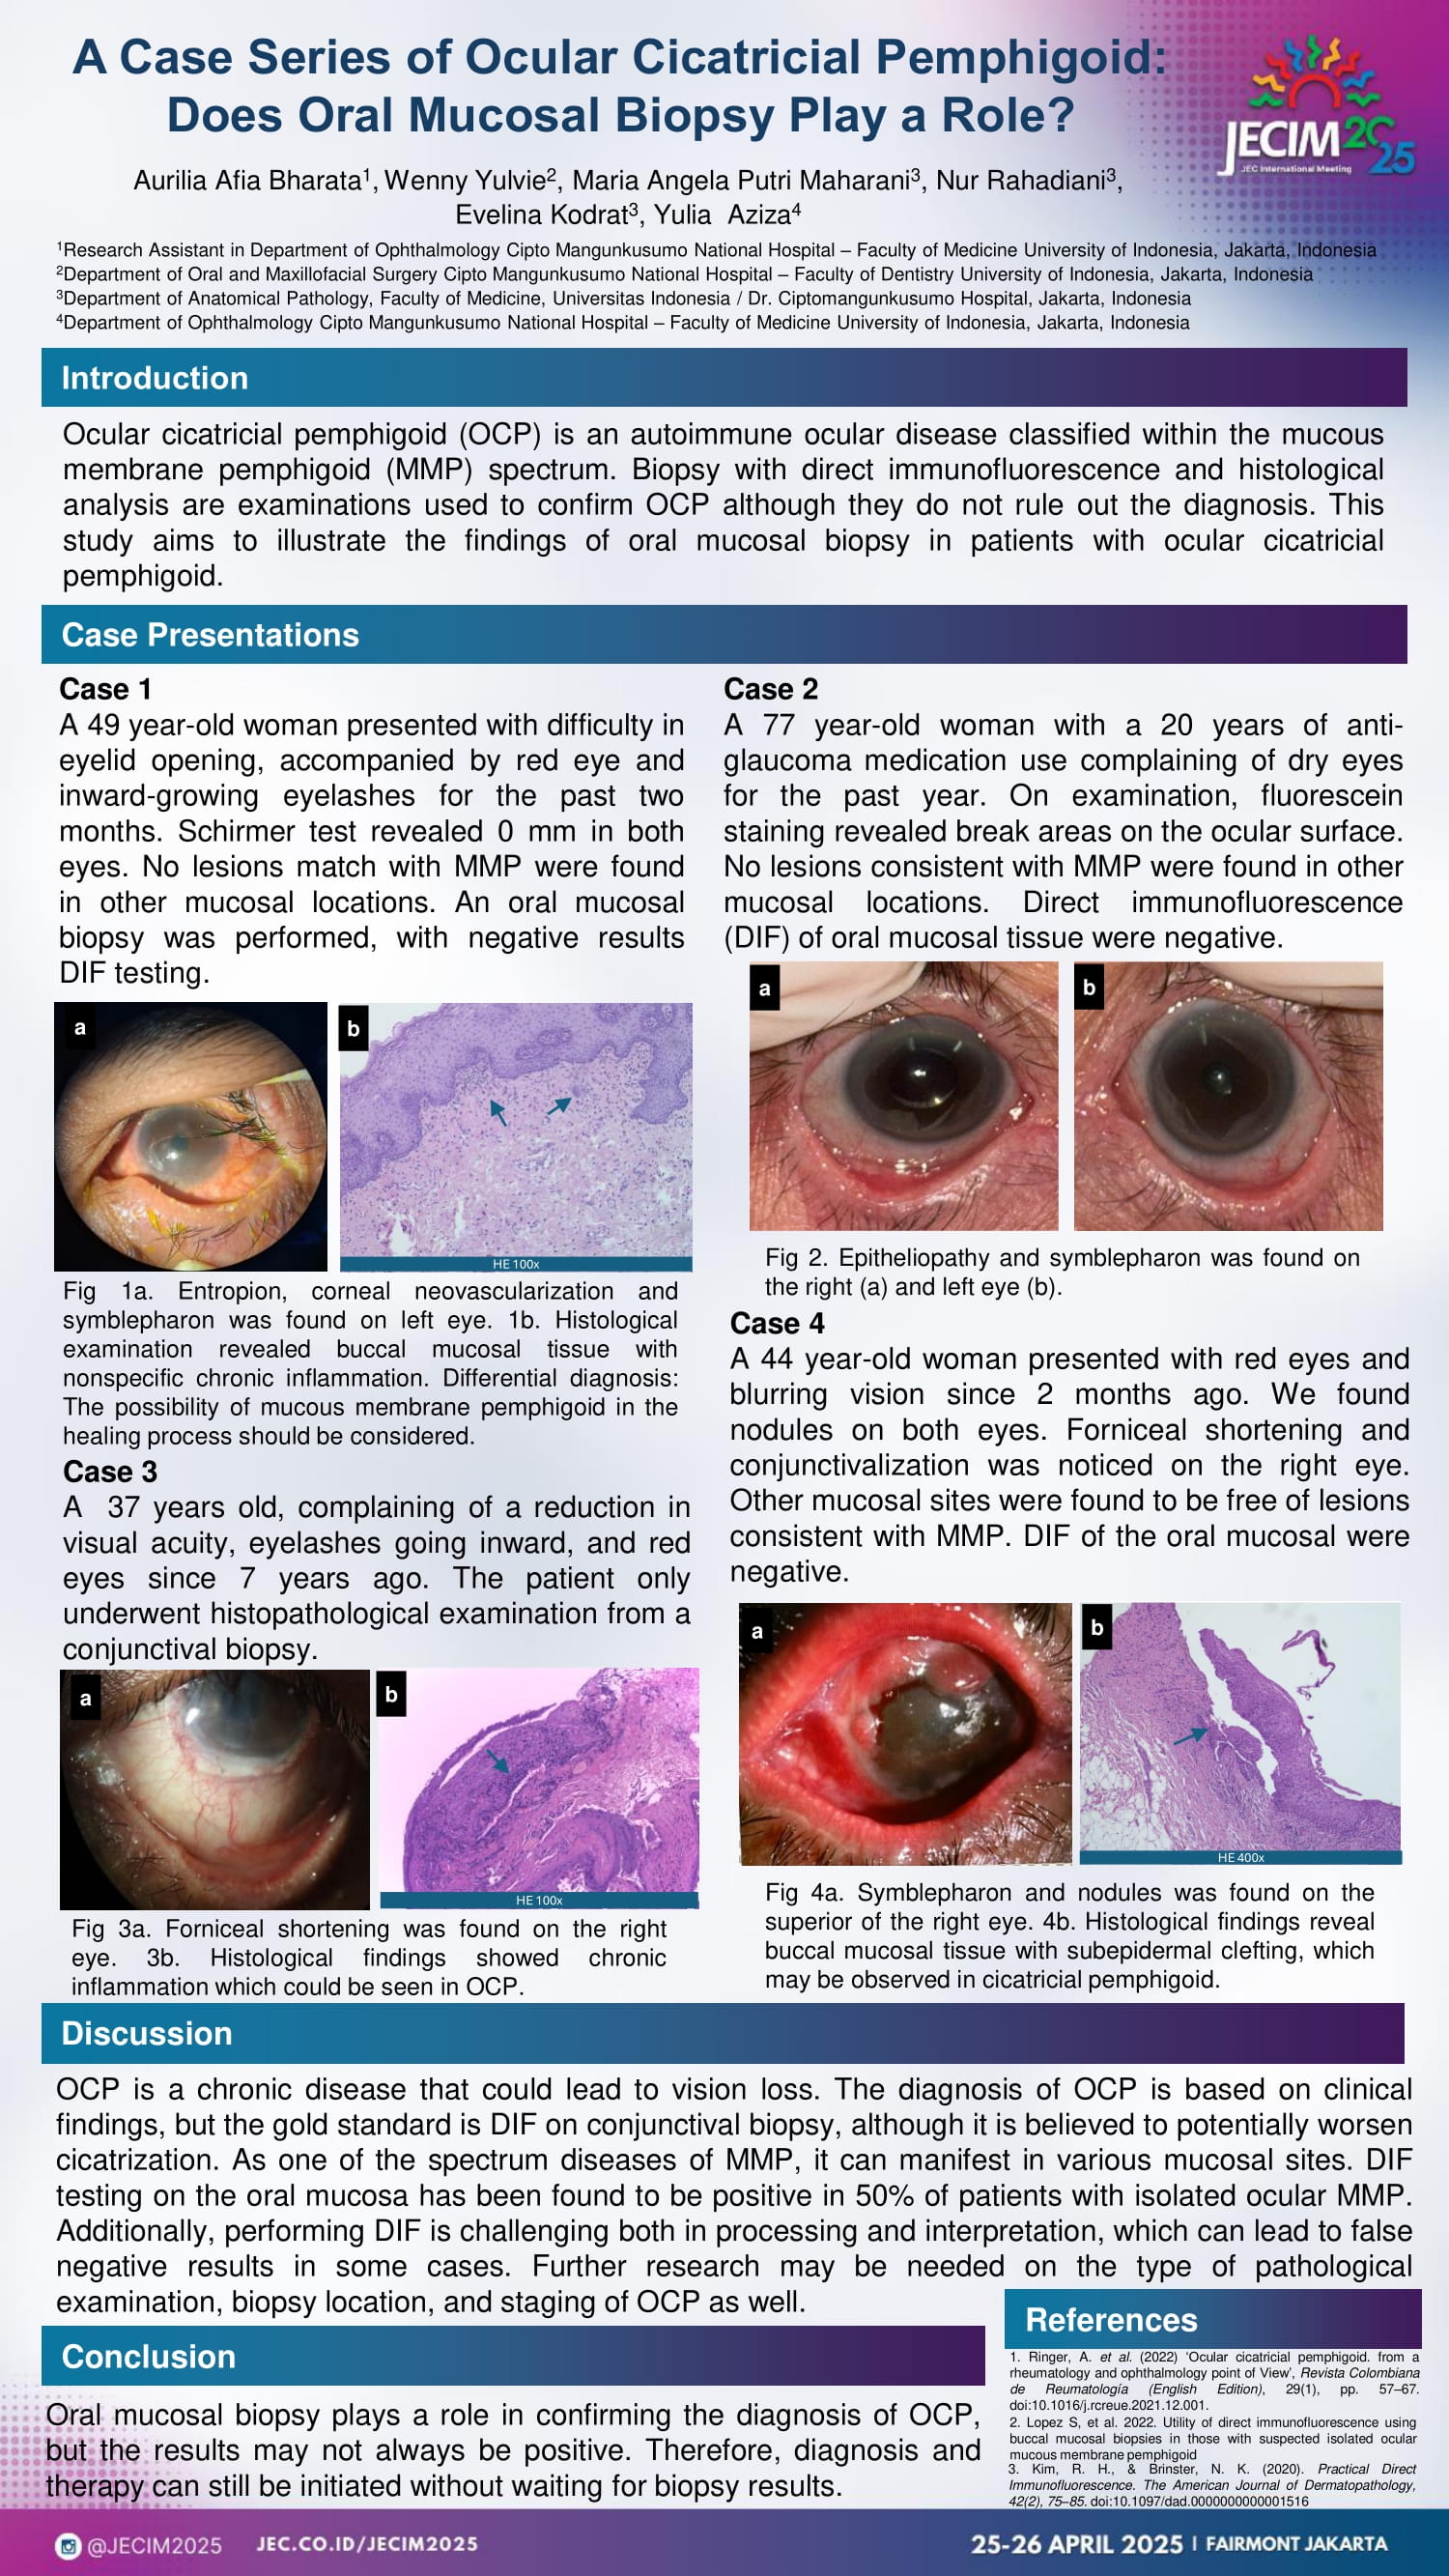 A Case Series of Ocular Cicatricial Pemphigoid:
Does Oral Mucosal Biopsy Play a Role?
JECIM 2025
JEC International Meeting
Aurilia Afia Bharata¹, Wenny Yulvie², Maria Angela Putri Maharani³, Nur Rahadiani³,
Evelina Kodrat³, Yulia Aziza⁴
¹Research Assistant in Department of Ophthalmology Cipto Mangunkusumo National Hospital – Faculty of Medicine University of Indonesia, Jakarta, Indonesia
²Department of Oral and Maxillofacial Surgery Cipto Mangunkusumo National Hospital – Faculty of Dentistry University of Indonesia, Jakarta, Indonesia
³Department of Anatomical Pathology, Faculty of Medicine, Universitas Indonesia / Dr. Ciptomangunkusumo Hospital, Jakarta, Indonesia
⁴Department of Ophthalmology Cipto Mangunkusumo National Hospital – Faculty of Medicine University of Indonesia, Jakarta, Indonesia
Introduction
Ocular cicatricial pemphigoid (OCP) is an autoimmune ocular disease classified within the mucous
membrane pemphigoid (MMP) spectrum. Biopsy with direct immunofluorescence and histological
analysis are examinations used to confirm OCP although they do not rule out the diagnosis. This
study aims to illustrate the findings of oral mucosal biopsy in patients with ocular cicatricial
pemphigoid.
Case Presentations
Case 1
A 49 year-old woman presented with difficulty in
eyelid opening, accompanied by red eye and
inward-growing eyelashes for the past two
months. Schirmer test revealed 0 mm in both
eyes. No lesions match with MMP were found
in other mucosal locations. An oral mucosal
biopsy was performed, with negative results
DIF testing.
a
b
HE 100x
Fig 1a. Entropion, corneal neovascularization and
symblepharon was found on left eye. 1b. Histological
examination revealed buccal mucosal tissue with
nonspecific chronic inflammation. Differential diagnosis:
The possibility of mucous membrane pemphigoid in the
healing process should be considered.
Case 2
A 77 year-old woman with a 20 years of anti-
glaucoma medication use complaining of dry eyes
for the past year. On examination, fluorescein
staining revealed break areas on the ocular surface.
No lesions consistent with MMP were found in other
mucosal locations. Direct immunofluorescence
(DIF) of oral mucosal tissue were negative.
a
b
Fig 2. Epitheliopathy and symblepharon was found on
the right (a) and left eye (b).
Case 3
A 37 years old, complaining of a reduction in
visual acuity, eyelashes going inward, and red
eyes since 7 years ago. The patient only
underwent histopathological examination from a
conjunctival biopsy.
a
b
HE 100x
Fig 3a. Forniceal shortening was found on the right
eye. 3b. Histological findings showed chronic
inflammation which could be seen in OCP.
Case 4
A 44 year-old woman presented with red eyes and
blurring vision since 2 months ago. We found
nodules on both eyes. Forniceal shortening and
conjunctivalization was noticed on the right eye.
Other mucosal sites were found to be free of lesions
consistent with MMP. DIF of the oral mucosal were
negative.
a
b
HE 400x
Fig 4a. Symblepharon and nodules was found on the
superior of the right eye. 4b. Histological findings reveal
buccal mucosal tissue with subepidermal clefting, which
may be observed in cicatricial pemphigoid.
Discussion
OCP is a chronic disease that could lead to vision loss. The diagnosis of OCP is based on clinical
findings, but the gold standard is DIF on conjunctival biopsy, although it is believed to potentially worsen
cicatrization. As one of the spectrum diseases of MMP, it can manifest in various mucosal sites. DIF
testing on the oral mucosa has been found to be positive in 50% of patients with isolated ocular MMP.
Additionally, performing DIF is challenging both in processing and interpretation, which can lead to false
negative results in some cases. Further research may be needed on the type of pathological
examination, biopsy location, and staging of OCP as well.
Conclusion
Oral mucosal biopsy plays a role in confirming the diagnosis of OCP,
but the results may not always be positive. Therefore, diagnosis and
therapy can still be initiated without waiting for biopsy results.
References
1. Ringer, A. et al. (2022) ‘Ocular cicatricial pemphigoid. from a
rheumatology and ophthalmology point of View’, Revista Colombiana
de Reumatología (English Edition), 29(1), pp. 57–67.
doi:10.1016/j.rcreue.2021.12.001.
2. Lopez S, et al. 2022. Utility of direct immunofluorescence using
buccal mucosal biopsies in those with suspected isolated ocular
mucous membrane pemphigoid
3. Kim, R. H., & Brinster, N. K. (2020). Practical Direct
Immunofluorescence. The American Journal of Dermatopathology,
42(2), 75–85. doi:10.1097/dad.0000000000001516
@JECIM2025 JEC.CO.ID/JECIM2025
25-26 APRIL 2025 | FAIRMONT JAKARTA